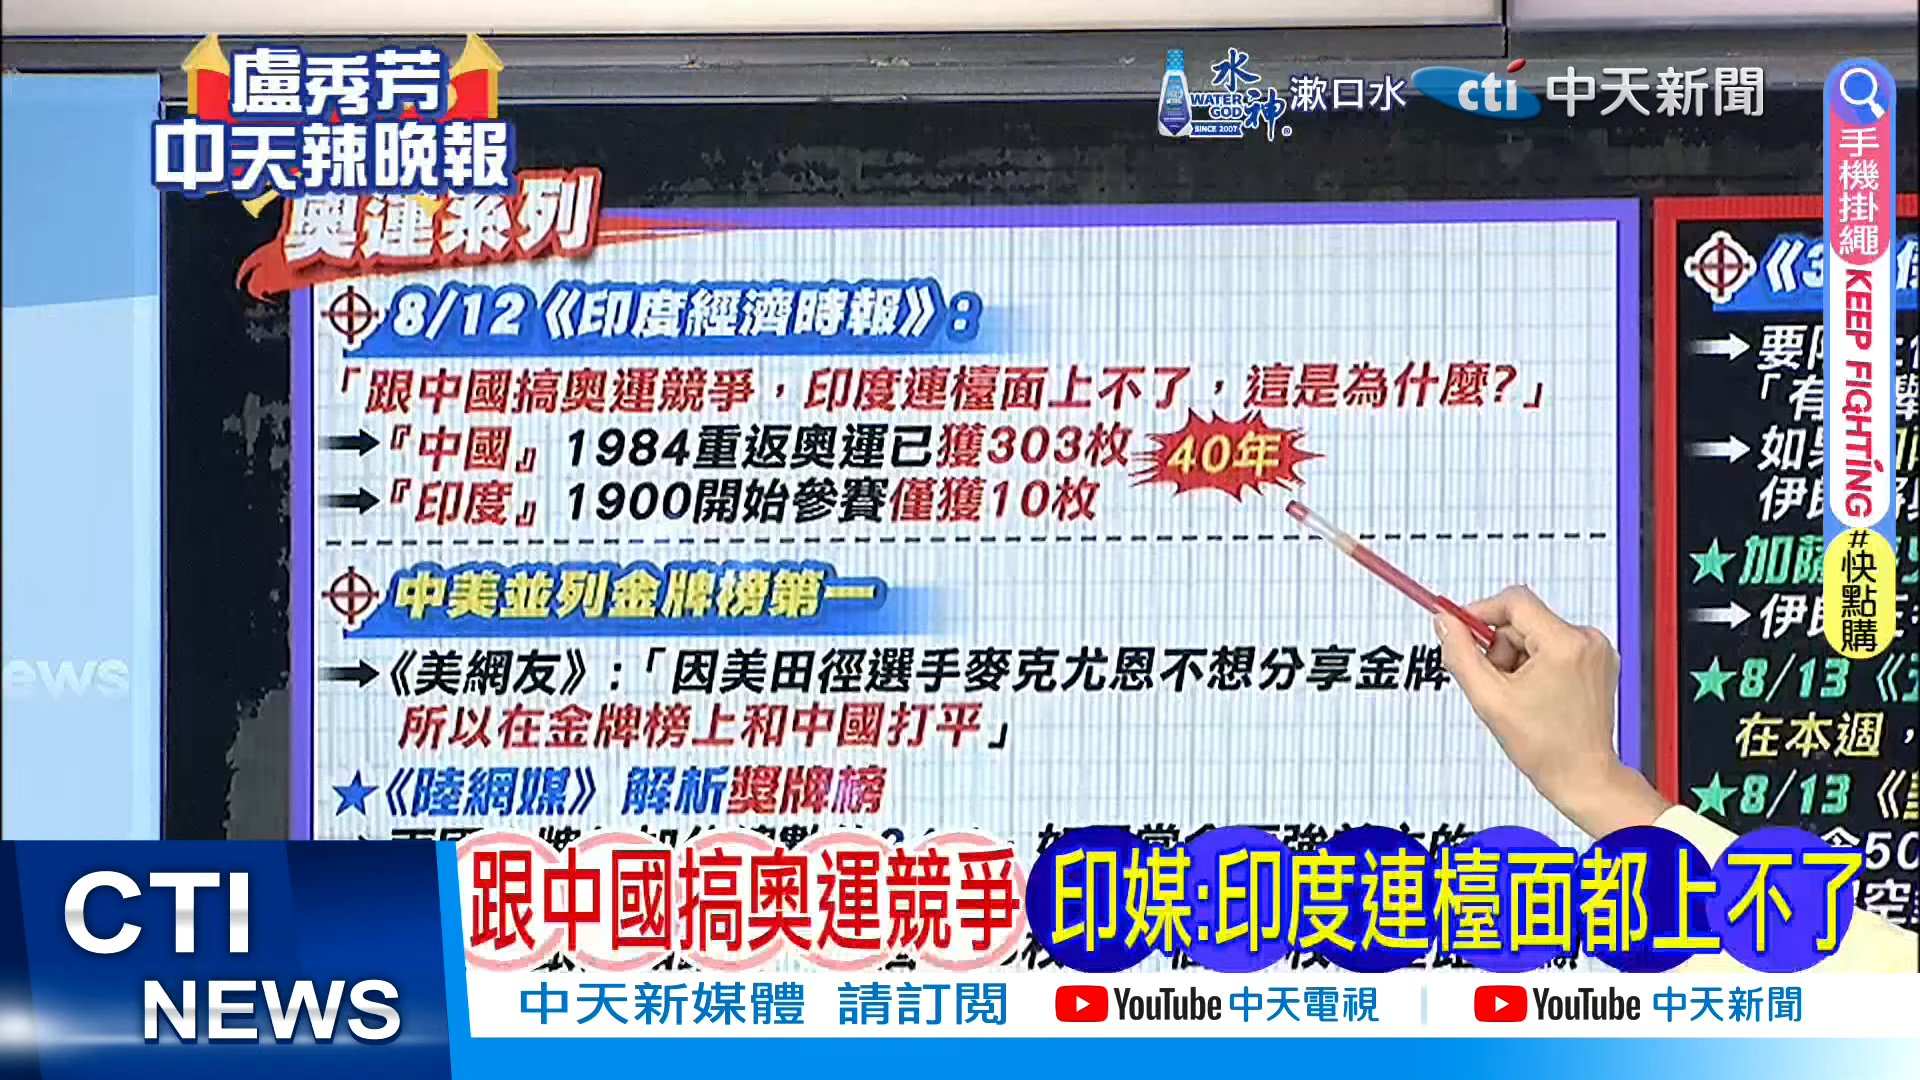 盧秀芳
中天辣晚報
水神
WATER GOD
SINCE 2007
漱口水
cti 中天新聞
手機掛繩
KEEP FIGHTING
#快點購
奧運系列
8/12《印度經濟時報》:
「跟中國搞奧運競爭,印度連檯面上不了,這是為什麼?」
→『中國』1984重返奧運已獲303枚
40年
→『印度』1900開始參賽僅獲10枚
中美並列金牌榜第一
→《美網友》:「因美田徑選手麥克尤恩不想分享金牌
所以在金牌榜上和中國打平」
★《陸網媒》解析獎牌榜
→要
「有
→如果
伊
★加薩
→伊
★8/13《
在本週,
★8/13《
ews
CTI
NEWS
跟中國搞奧運競爭 印媒:印度連檯面都上不了
中天新媒體 請訂閱 YouTube 中天電視 | YouTube 中天新聞